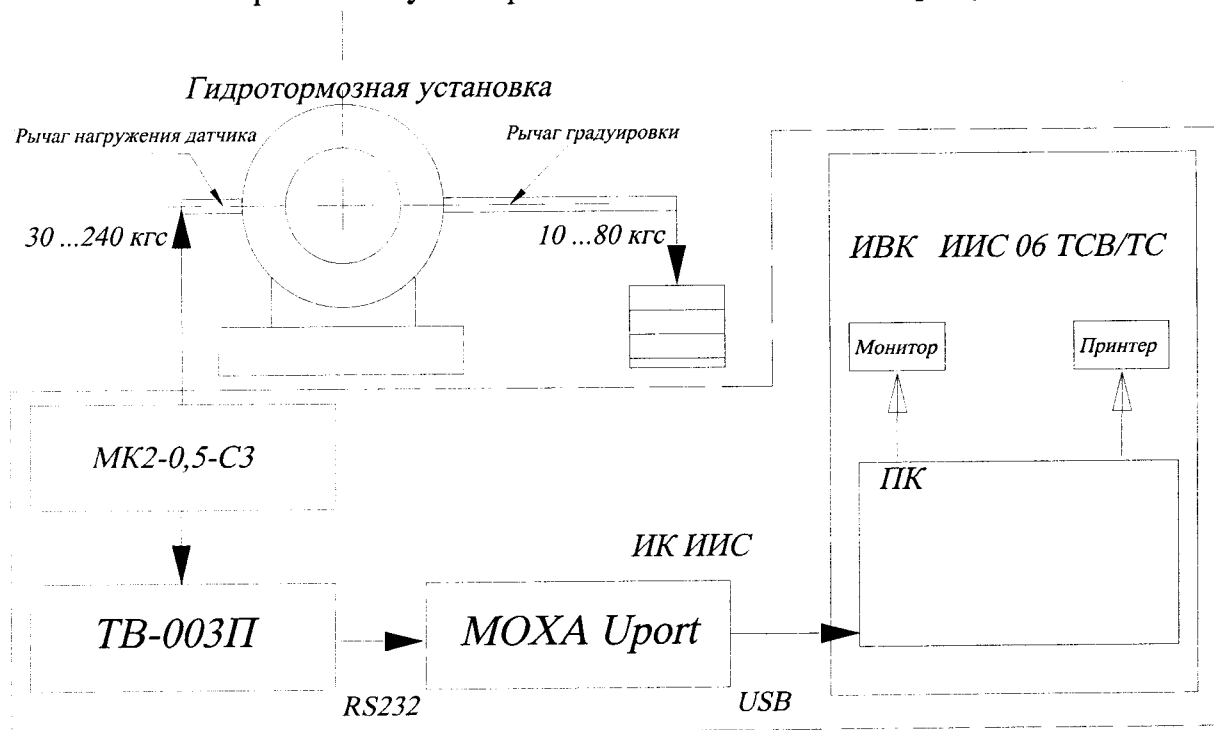 Гидротормозная установка
Рычаг нагружения датчика
Рычаг градуировки
30 ...240 кгс
10 ...80 кгс
ИВК ИИС 06 ТСВ/ТС
Монитор
Принтер
МК2-0,5-С3
ПК
ИК ИИС
ТВ-003П
MOXA Uport
RS232
USB